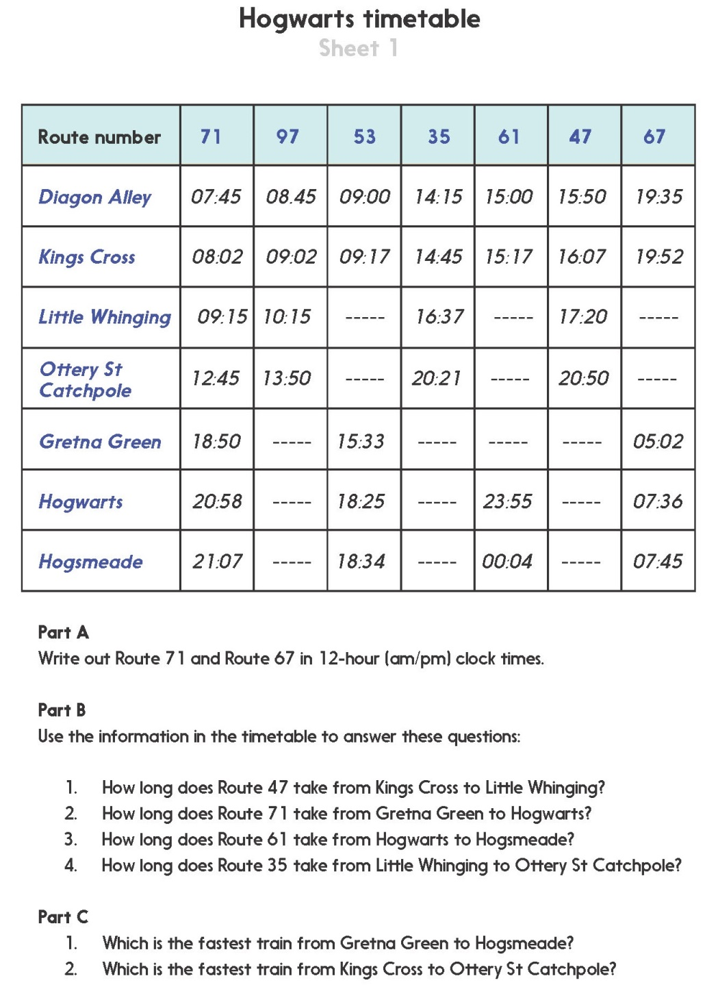 Hogwarts timetable
Sheet 1
Route number 71 97 53 35 61 47 67
Diagon Alley 07:45 08.45 09:00 14:15 15:00 15:50 19:35
Kings Cross 08:02 09:02 09:17 14:45 15:17 16:07 19:52
Little Whinging 09:15 10:15 ----- 16:37 ----- 17:20 -----
Ottery St
Catchpole 12:45 13:50 ----- 20:21 ----- 20:50 -----
Gretna Green 18:50 ----- 15:33 ----- ----- ----- 05:02
Hogwarts 20:58 ----- 18:25 ----- 23:55 ----- 07:36
Hogsmeade 21:07 ----- 18:34 ----- 00:04 ----- 07:45
Part A
Write out Route 71 and Route 67 in 12-hour (am/pm) clock times.
Part B
Use the information in the timetable to answer these questions:
1. How long does Route 47 take from Kings Cross to Little Whinging?
2. How long does Route 71 take from Gretna Green to Hogwarts?
3. How long does Route 61 take from Hogwarts to Hogsmeade?
4. How long does Route 35 take from Little Whinging to Ottery St Catchpole?
Part C
1. Which is the fastest train from Gretna Green to Hogsmeade?
2. Which is the fastest train from Kings Cross to Ottery St Catchpole?